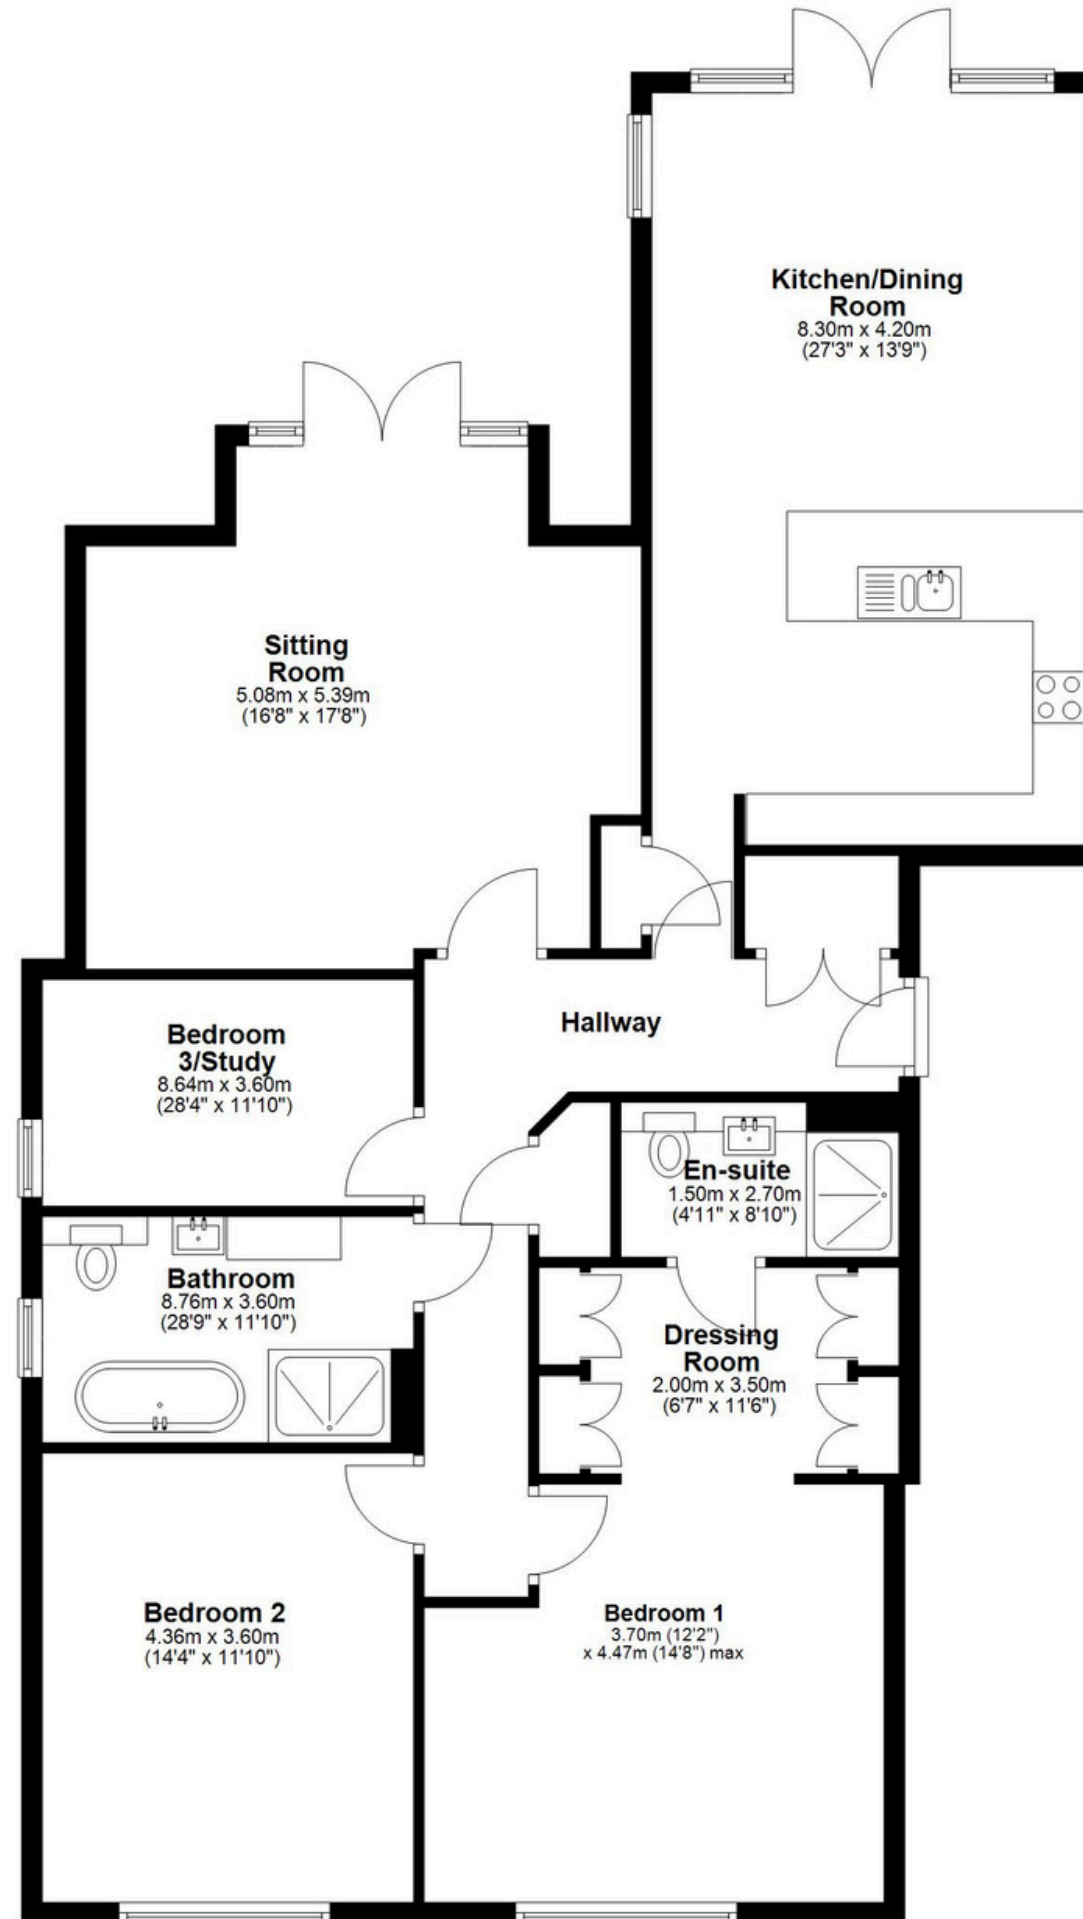 Kitchen/Dining
Room
8.30m x 4.20m
(27'3" x 13'9")
Sitting
Room
5.08m x 5.39m
(16'8" x 17'8")
Hallway
Bedroom
3/Study
8.64m x 3.60m
(28'4" x 11'10")
En-suite
1.50m x 2.70m
(4'11" x 8'10")
Bathroom
8.76m x 3.60m
(28'9" x 11'10")
Dressing
Room
2.00m x 3.50m
(6'7" x 11'6")
Bedroom 2
4.36m x 3.60m
(14'4" x 11'10")
Bedroom 1
3.70m (12'2")
x 4.47m (14'8") max